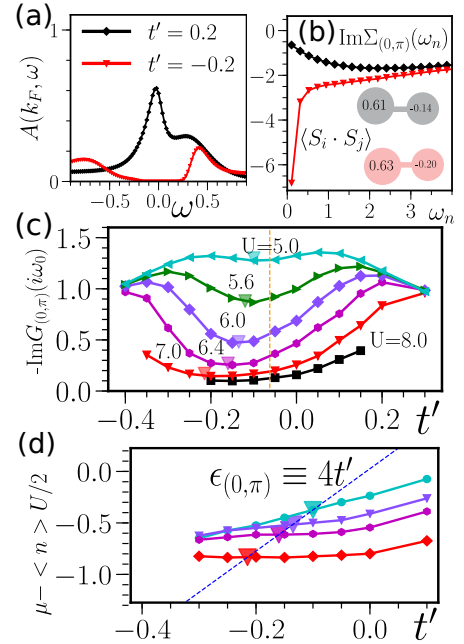 (a)
1
0
A(k_F, ω)
t' = 0.2
t' = −0.2
−0.5 0.0 0.5
ω
(b)
ImΣ_(0,π)(ω_n)
0
−2
−4
−6
0.61 -0.14
⟨S_i · S_j⟩
0.63 -0.20
0 2 4
ω_n
(c)
1.5
1.0
0.5
0.0
-ImG_(0,π)(iω_0)
U=5.0
5.6
6.0
6.4
7.0
U=8.0
−0.4 −0.2 0.0 0.2
t'
(d)
0.0
−0.5
−1.0
μ− < n > U/2
ϵ_(0,π) ≡ 4t'
−0.4 −0.2 0.0
t'